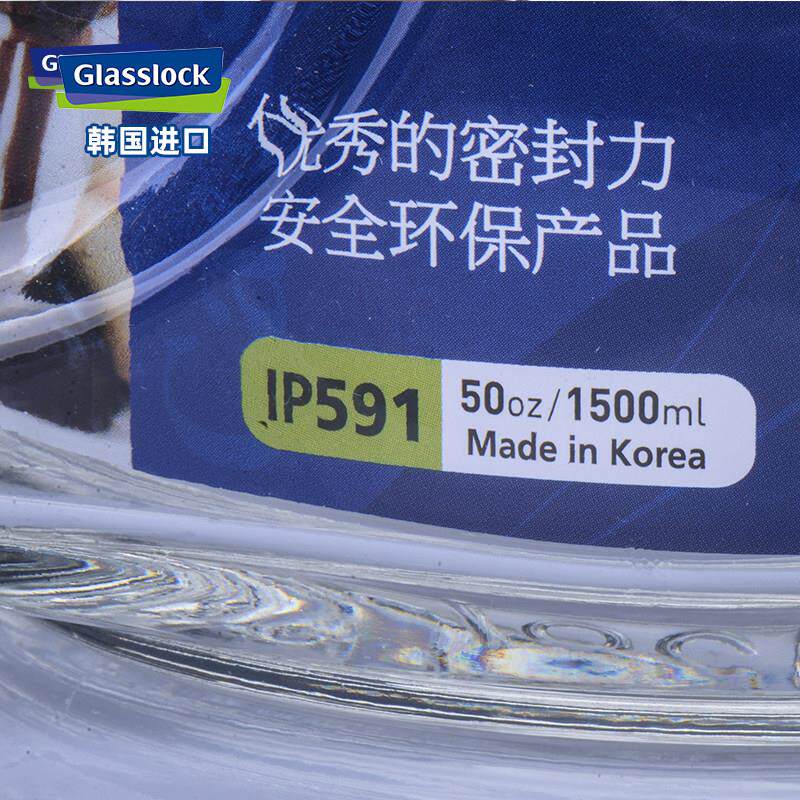 Glasslock
韩国进口
优秀的密封力
安全环保产品
IP591
50oz/1500ml
Made in Korea